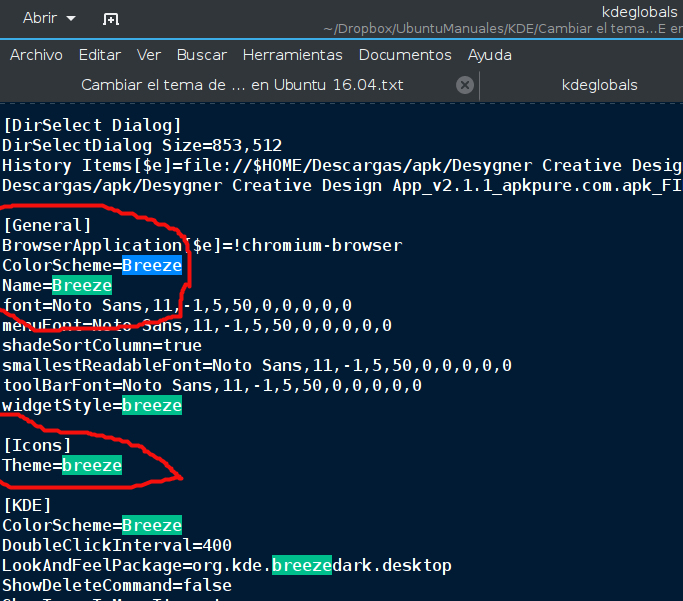 Abrir
kdeglobals
~/Dropbox/UbuntuManuales/KDE/Cambiar el tema...E en
Archivo Editar Ver Buscar Herramientas Documentos Ayuda
Cambiar el tema de ... en Ubuntu 16.04.txt kdeglobals
[DirSelect Dialog]
DirSelectDialog Size=853,512
History Items[$e]=file://$HOME/Descargas/apk/Desygner Creative Desig
Descargas/apk/Desygner Creative Design App_v2.1.1_apkpure.com.apk_FI
[General]
BrowserApplication[$e]=!chromium-browser
ColorScheme=Breeze
Name=Breeze
font=Noto Sans,11,-1,5,50,0,0,0,0,0
menuFont=Noto Sans,11,-1,5,50,0,0,0,0,0
shadeSortColumn=true
smallestReadableFont=Noto Sans,11,-1,5,50,0,0,0,0,0
toolBarFont=Noto Sans,11,-1,5,50,0,0,0,0,0
widgetStyle=breeze
[Icons]
Theme=breeze
[KDE]
ColorScheme=Breeze
DoubleClickInterval=400
LookAndFeelPackage=org.kde.breezedark.desktop
ShowDeleteCommand=false